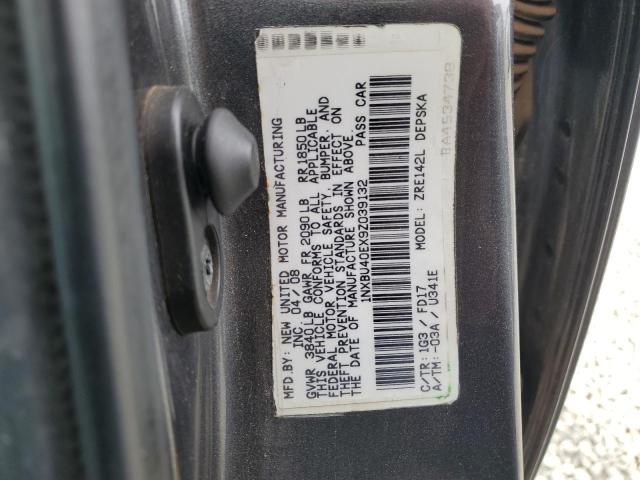 MFD.BY: NEW UNITED MOTOR MANUFACTURING
INC 04/08
GVWR 3840LB GAWR FR 2090LB RR 1850LB
THIS VEHICLE CONFORMS TO ALL APPLICABLE
FEDERAL MOTOR VEHICLE SAFETY, BUMPER, AND
THEFT PREVENTION STANDARDS IN EFFECT ON
THE DATE OF MANUFACTURE SHOWN ABOVE.
1NXBU40EX9Z039132 PASS CAR
C/TR: 1G3 / FD17 MODEL: ZRE142L DEPSKA
A/TM: -03A / U341E